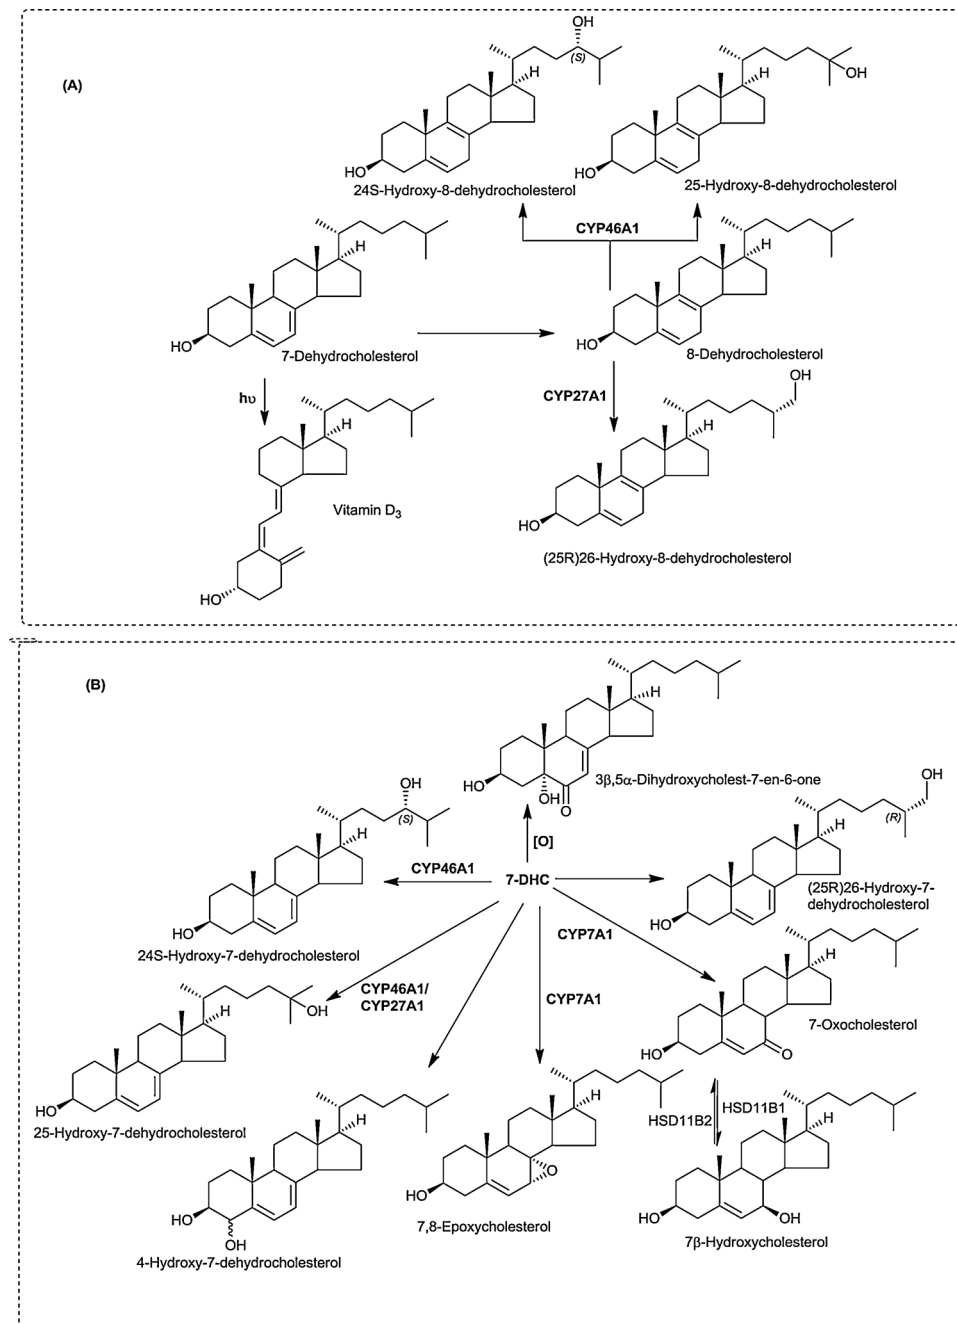 (A)
OH
(S)
H
HO
24S-Hydroxy-8-dehydrocholesterol
OH
H
HO
25-Hydroxy-8-dehydrocholesterol
CYP46A1
H
HO
7-Dehydrocholesterol
H
HO
8-Dehydrocholesterol
hυ
CYP27A1
H
HO
Vitamin D3
OH
H
HO
(25R)26-Hydroxy-8-dehydrocholesterol
(B)
H
HO
OH
O
3β,5α-Dihydroxycholest-7-en-6-one
[O]
7-DHC
OH
(S)
H
HO
24S-Hydroxy-7-dehydrocholesterol
CYP46A1
OH
(R)
H
HO
(25R)26-Hydroxy-7-
dehydrocholesterol
CYP46A1/
CYP27A1
OH
H
HO
25-Hydroxy-7-dehydrocholesterol
CYP7A1
H
HO
O
7-Oxocholesterol
CYP7A1
H
HO
OH
4-Hydroxy-7-dehydrocholesterol
H
HO
O
7,8-Epoxycholesterol
HSD11B2
HSD11B1
H
HO
OH
7β-Hydroxycholesterol